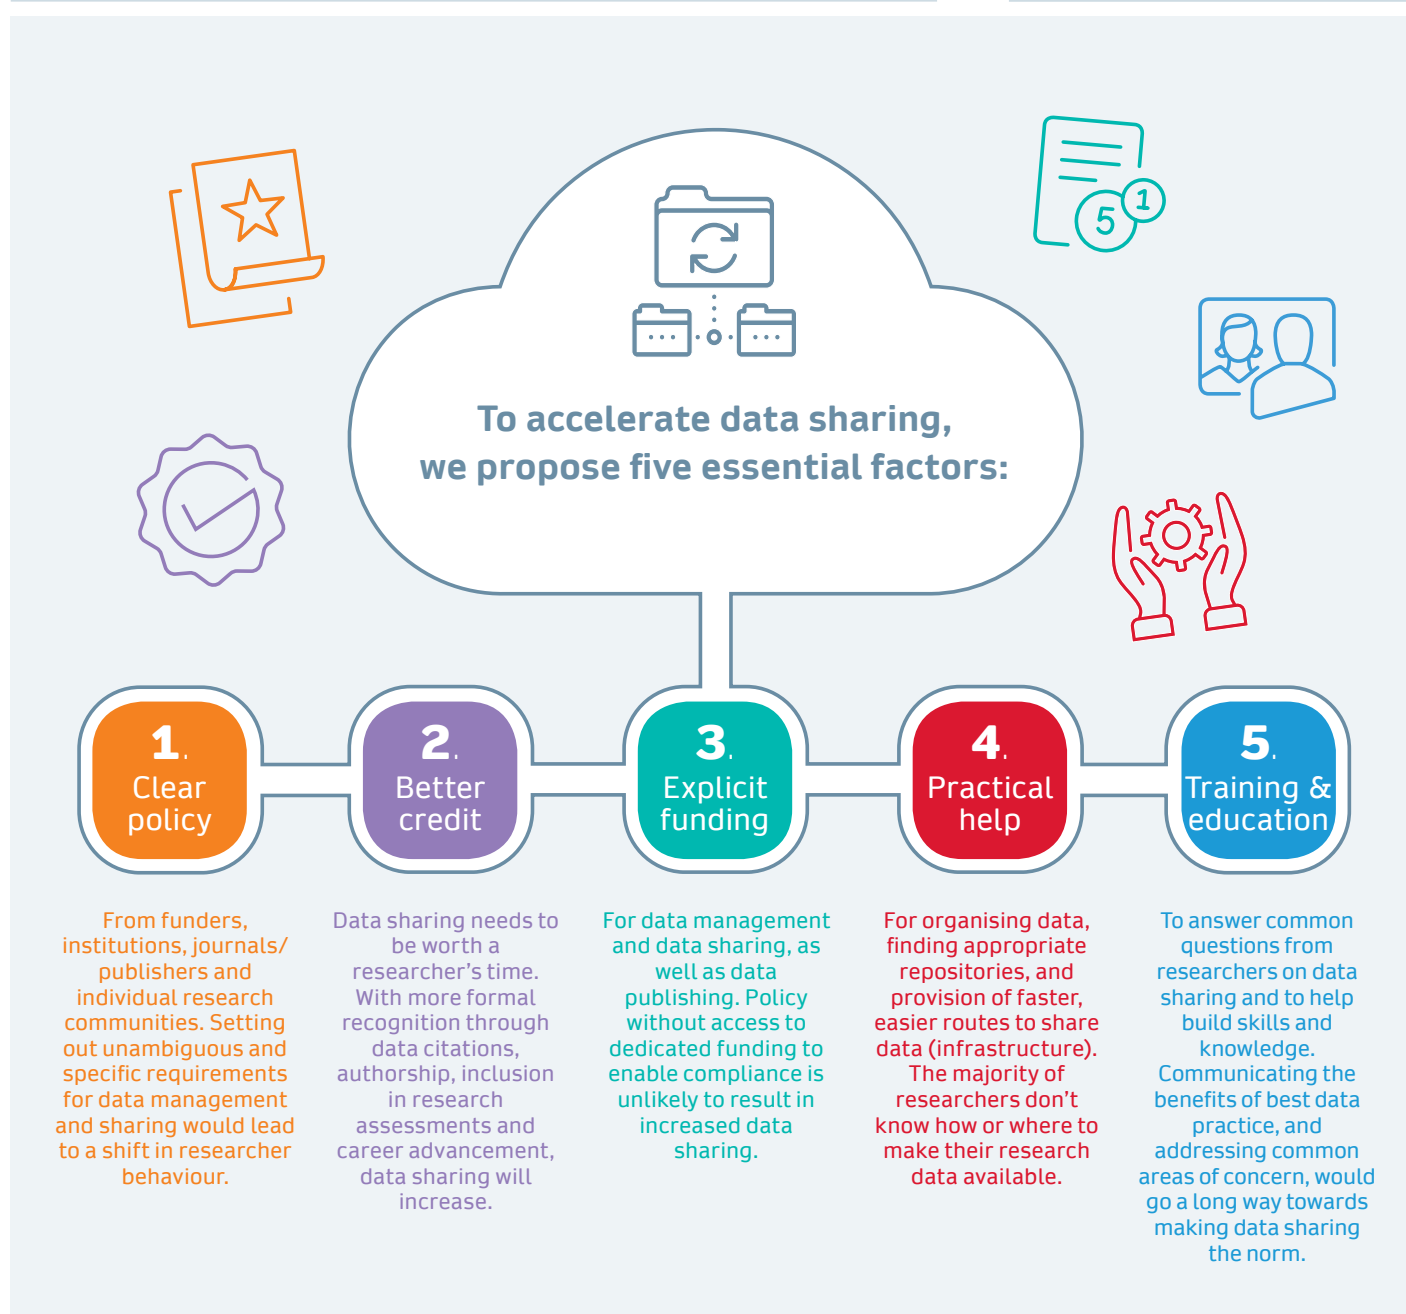 5
1
To accelerate data sharing,
we propose five essential factors:
1.
Clear
policy
From funders,
institutions, journals/
publishers and
individual research
communities. Setting
out unambiguous and
specific requirements
for data management
and sharing would lead
to a shift in researcher
behaviour.
2.
Better
credit
Data sharing needs to
be worth a
researcher’s time.
With more formal
recognition through
data citations,
authorship, inclusion
in research
assessments and
career advancement,
data sharing will
increase.
3.
Explicit
funding
For data management
and data sharing, as
well as data
publishing. Policy
without access to
dedicated funding to
enable compliance is
unlikely to result in
increased data
sharing.
4.
Practical
help
For organising data,
finding appropriate
repositories, and
provision of faster,
easier routes to share
data (infrastructure).
The majority of
researchers don’t
know how or where to
make their research
data available.
5.
Training &
education
To answer common
questions from
researchers on data
sharing and to help
build skills and
knowledge.
Communicating the
benefits of best data
practice, and
addressing common
areas of concern, would
go a long way towards
making data sharing
the norm.